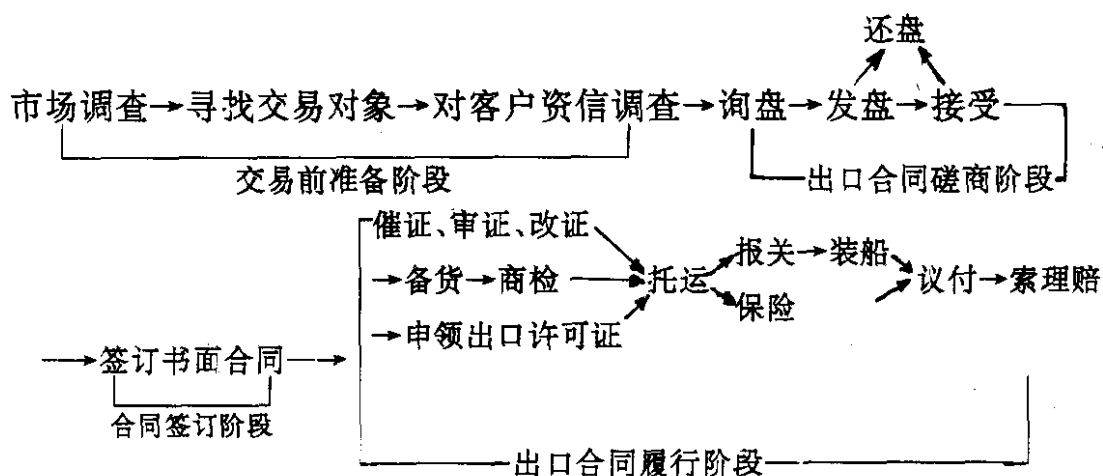 还盘
市场调查→寻找交易对象→对客户资信调查→询盘→发盘→接受
交易前准备阶段
出口合同磋商阶段
催证、审证、改证
→备货→商检→托运
报关→装船
议付→索理赔
保险
→申领出口许可证
→签订书面合同→
合同签订阶段
出口合同履行阶段